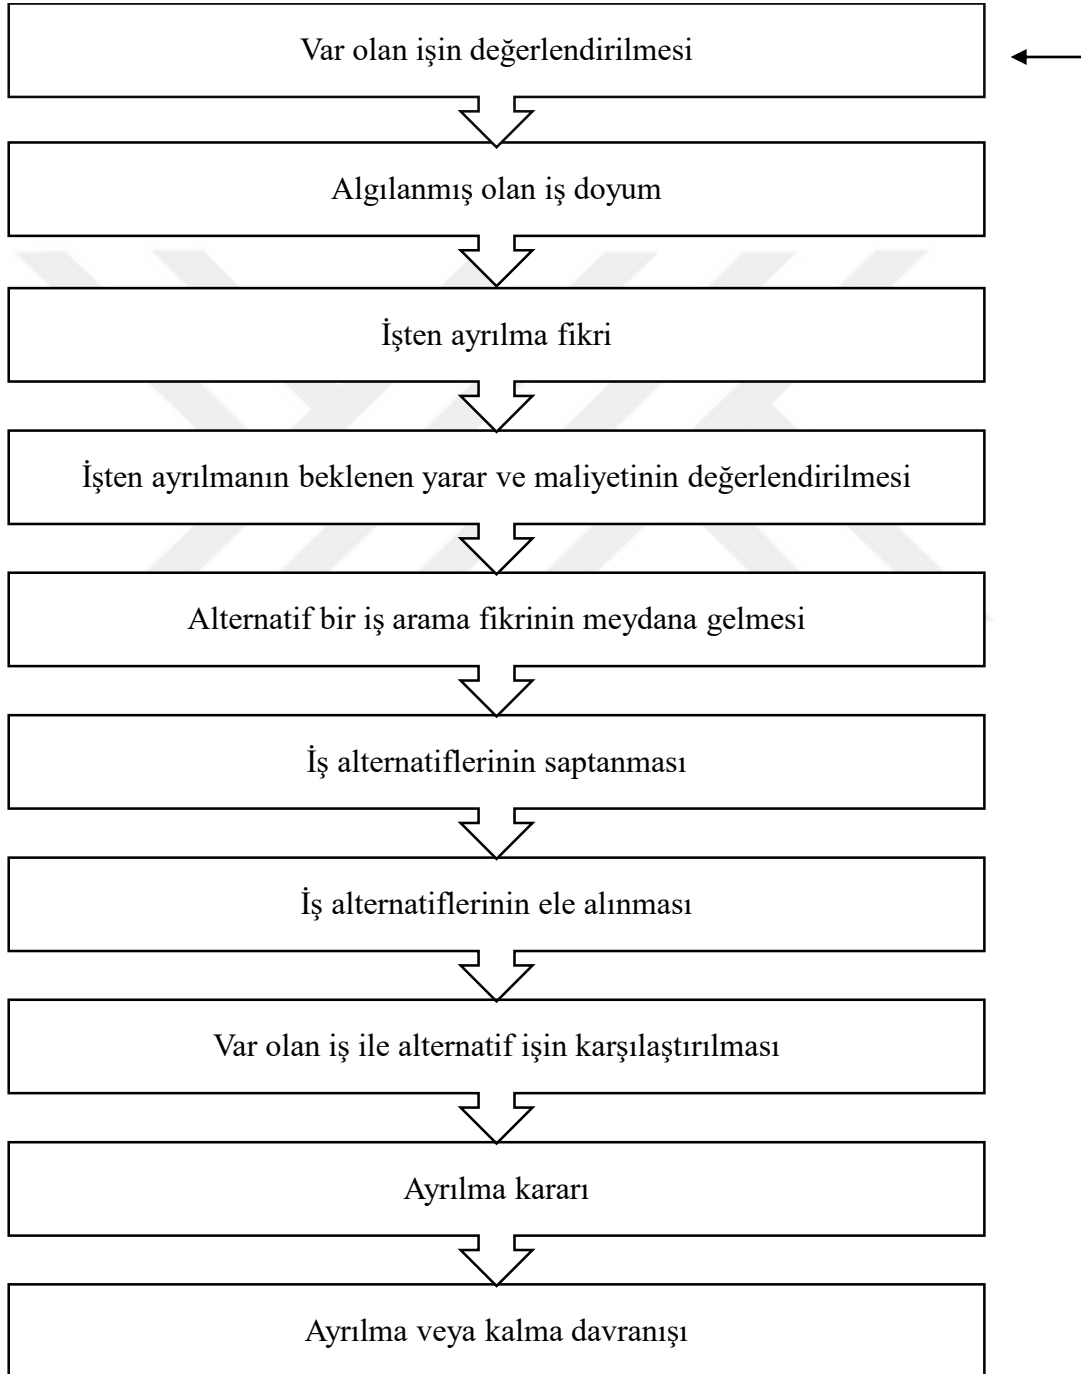 Var olan işin değerlendirilmesi
Algılanmış olan iş doyum
İşten ayrılma fikri
İşten ayrılmanın beklenen yarar ve maliyetinin değerlendirilmesi
Alternatif bir iş arama fikrinin meydana gelmesi
İş alternatiflerinin saptanması
İş alternatiflerinin ele alınması
Var olan iş ile alternatif işin karşılaştırılması
Ayrılma kararı
Ayrılma veya kalma davranışı